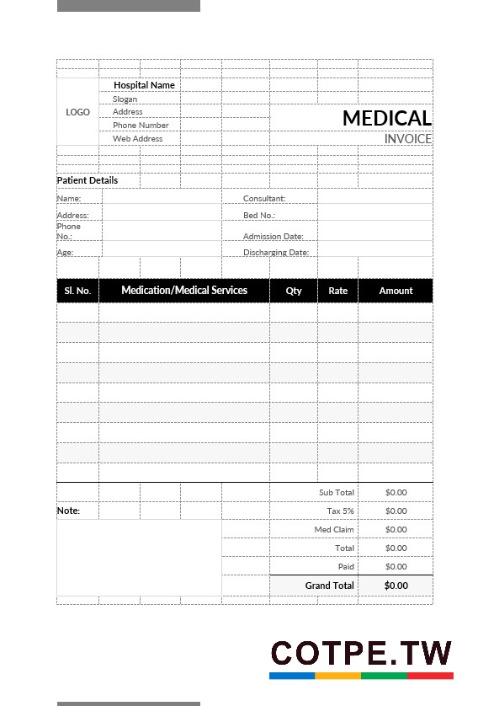 Hospital Name
Slogan
LOGO
Address
Phone Number
Web Address
MEDICAL
INVOICE
Patient Details
Name: Consultant:
Address: Bed No.:
Phone
No.: Admission Date:
Age: Discharging Date:
Sl. No. Medication/Medical Services Qty Rate Amount
Sub Total $0.00
Note: Tax 5% $0.00
Med Claim $0.00
Total $0.00
Paid $0.00
Grand Total $0.00
COTPE.TW